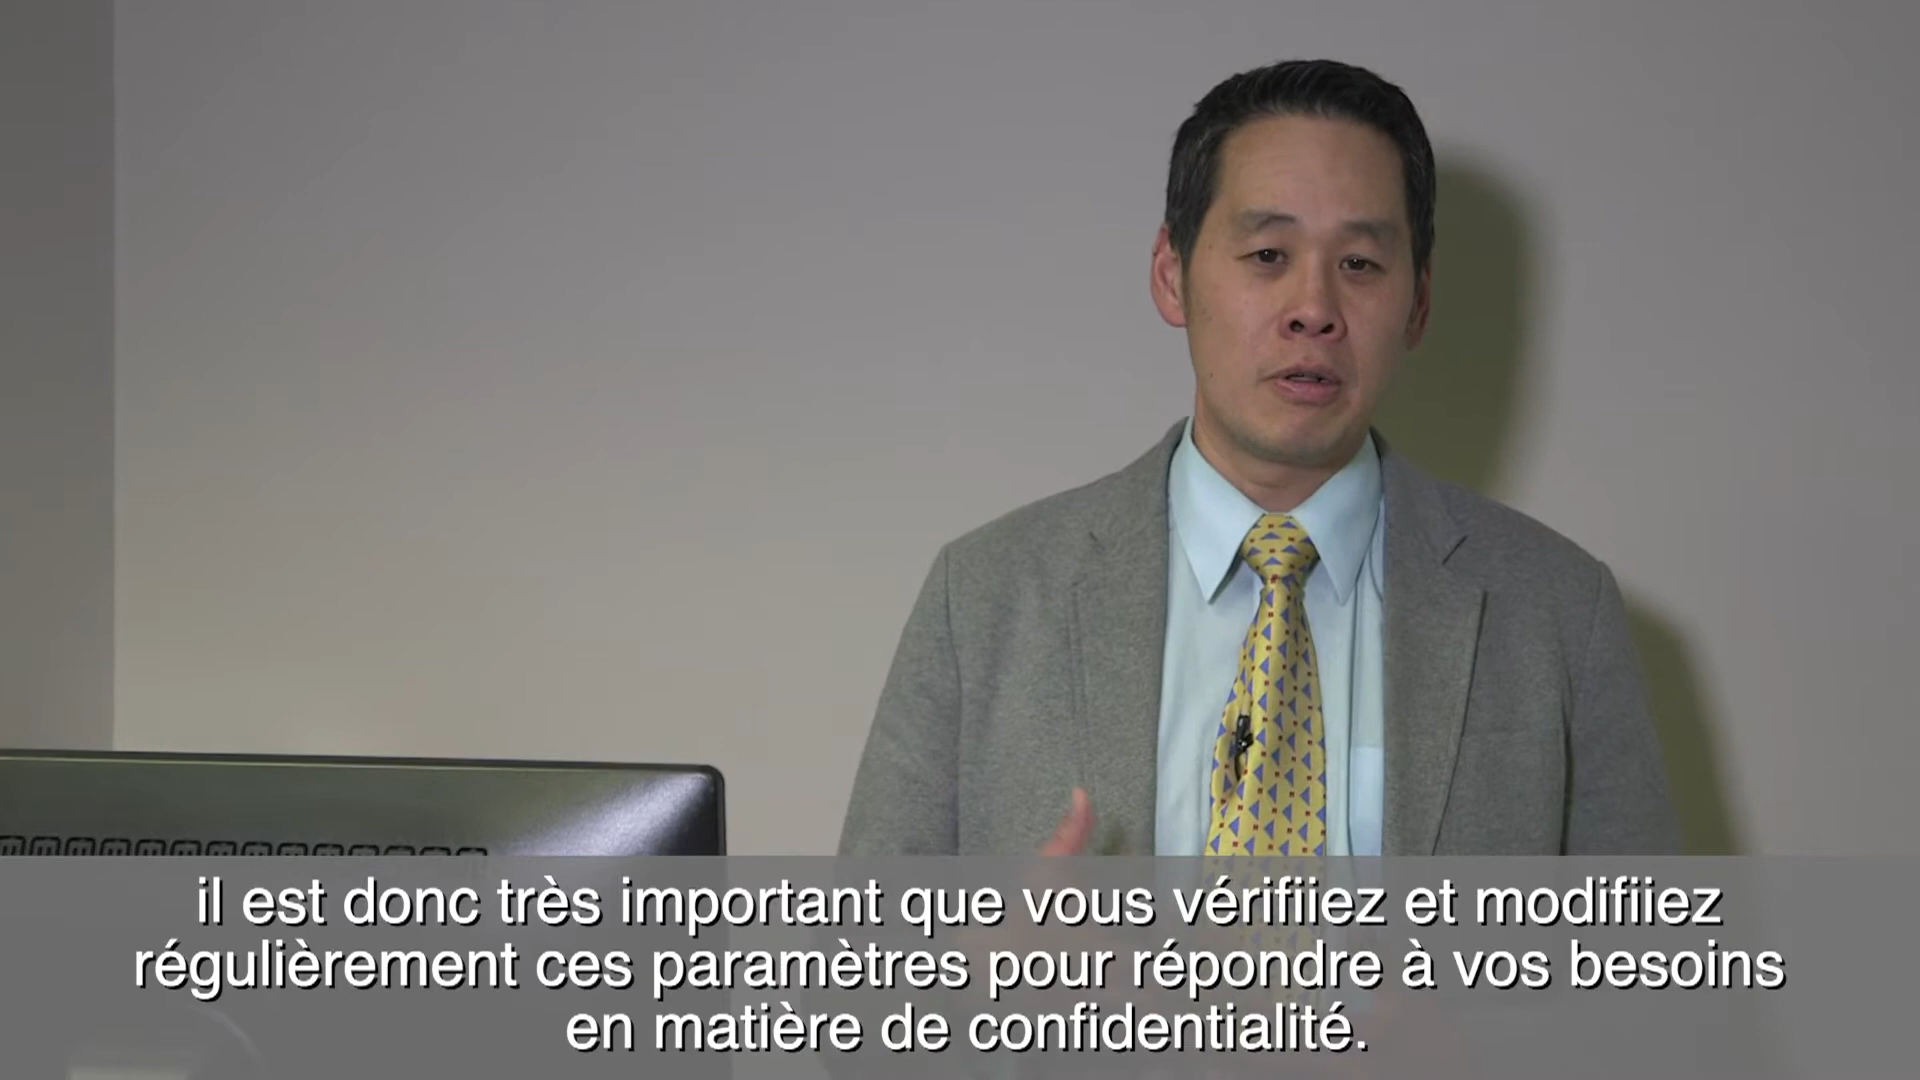 il est donc très important que vous vérifiiez et modifiiez
régulièrement ces paramètres pour répondre à vos besoins
en matière de confidentialité.